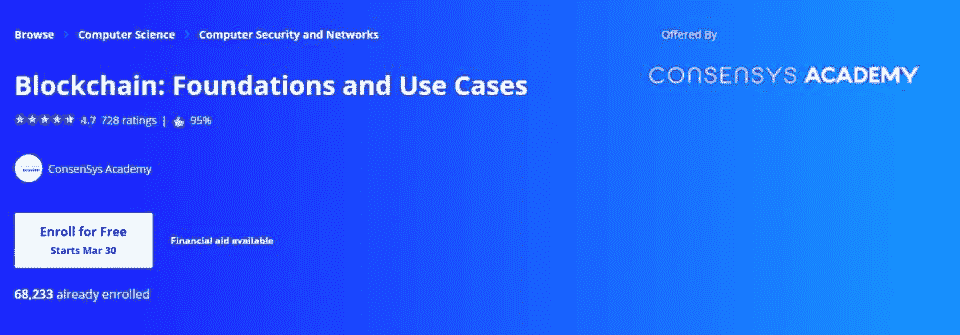 Browse > Computer Science > Computer Security and Networks
Offered By
CONSENSYS ACADEMY
Blockchain: Foundations and Use Cases
4.7 728 ratings | 95%
ConsenSys Academy
Enroll for Free
Starts Mar 30
Financial aid available
68,233 already enrolled